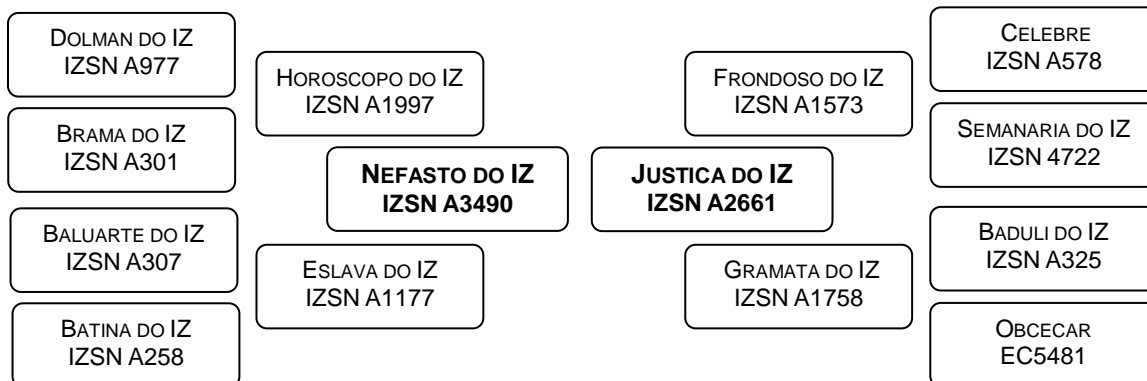 DOLMAN DO IZ
IZSN A977
BRAMA DO IZ
IZSN A301
BALUARTE DO IZ
IZSN A307
BATINA DO IZ
IZSN A258
HOROSCOPO DO IZ
IZSN A1997
ESLAVA DO IZ
IZSN A1177
NEFASTO DO IZ
IZSN A3490
JUSTICA DO IZ
IZSN A2661
FRONDOSO DO IZ
IZSN A1573
GRAMATA DO IZ
IZSN A1758
CELEBRE
IZSN A578
SEMANARIA DO IZ
IZSN 4722
BADULI DO IZ
IZSN A325
OBCECAR
EC5481